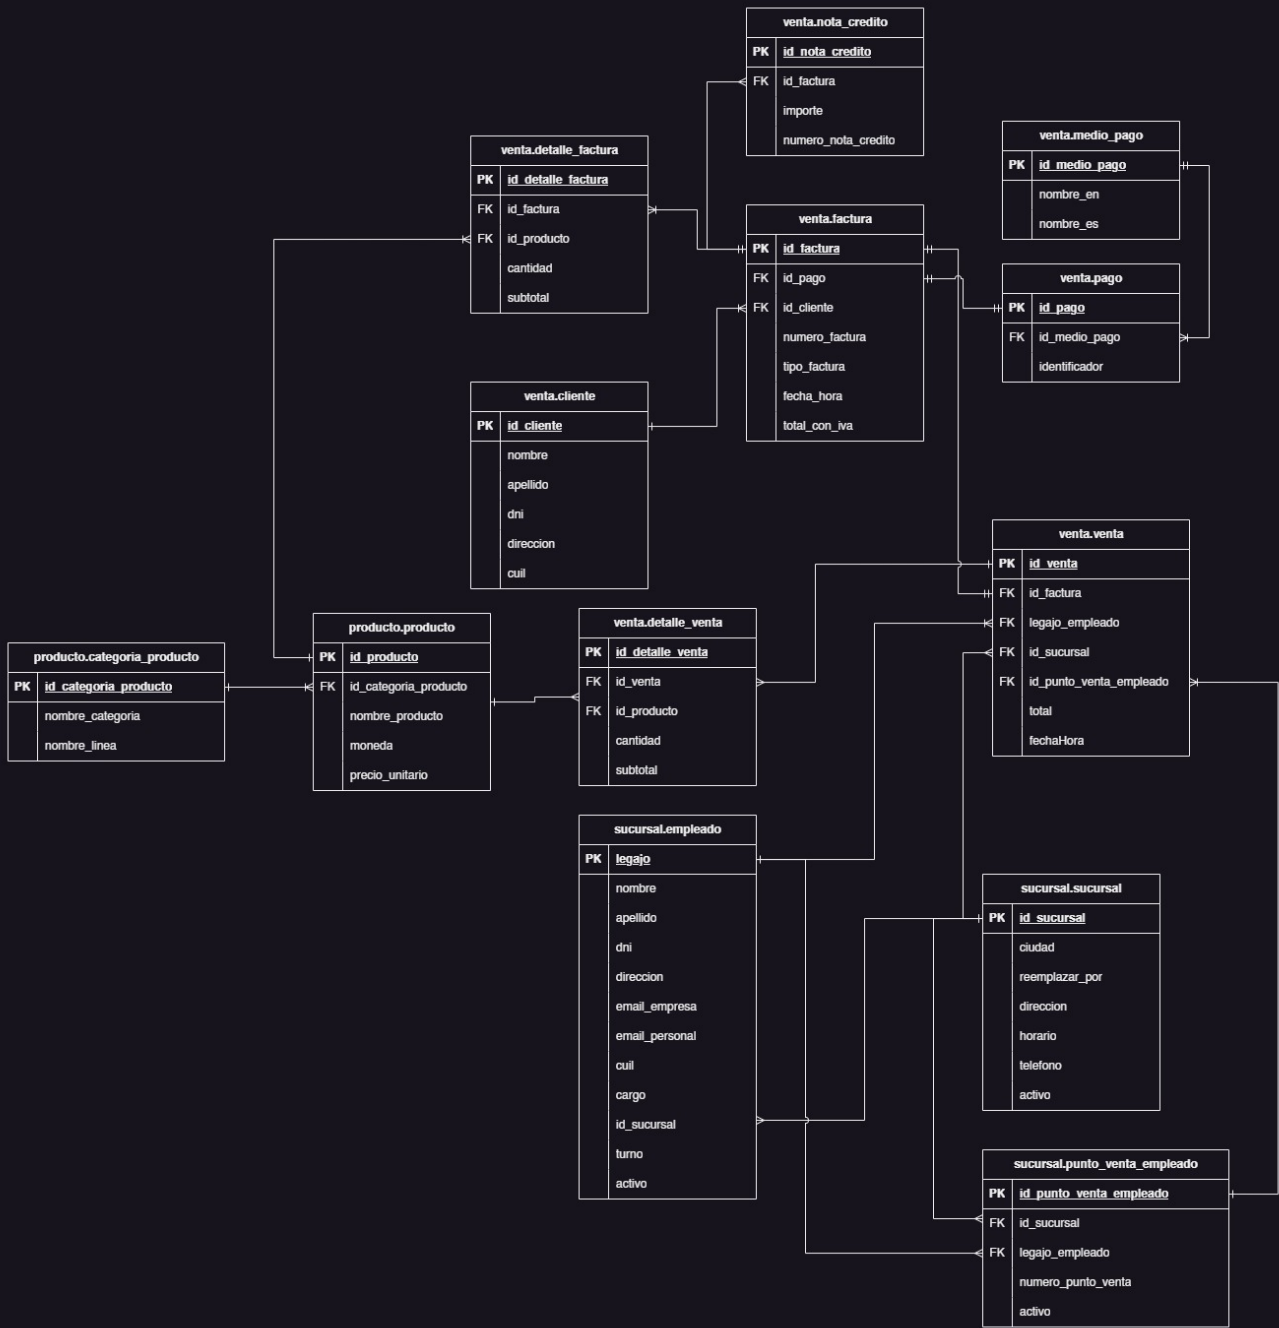 venta.nota_credito
PK id_nota_credito
FK id_factura
importe
numero_nota_credito
venta.medio_pago
PK id_medio_pago
nombre_en
nombre_es
venta.detalle_factura
PK id_detalle_factura
FK id_factura
FK id_producto
cantidad
subtotal
venta.factura
PK id_factura
FK id_pago
FK id_cliente
numero_factura
tipo_factura
fecha_hora
total_con_iva
venta.pago
PK id_pago
FK id_medio_pago
identificador
venta.cliente
PK id_cliente
nombre
apellido
dni
direccion
cuil
venta.venta
PK id_venta
FK id_factura
FK legajo_empleado
FK id_sucursal
FK id_punto_venta_empleado
total
fechaHora
producto.categoria_producto
PK id_categoria_producto
nombre_categoria
nombre_linea
producto.producto
PK id_producto
FK id_categoria_producto
nombre_producto
moneda
precio_unitario
venta.detalle_venta
PK id_detalle_venta
FK id_venta
FK id_producto
cantidad
subtotal
sucursal.empleado
PK legajo
nombre
apellido
dni
direccion
email_empresa
email_personal
cuil
cargo
id_sucursal
turno
activo
sucursal.sucursal
PK id_sucursal
ciudad
reemplazar_por
direccion
horario
telefono
activo
sucursal.punto_venta_empleado
PK id_punto_venta_empleado
FK id_sucursal
FK legajo_empleado
numero_punto_venta
activo